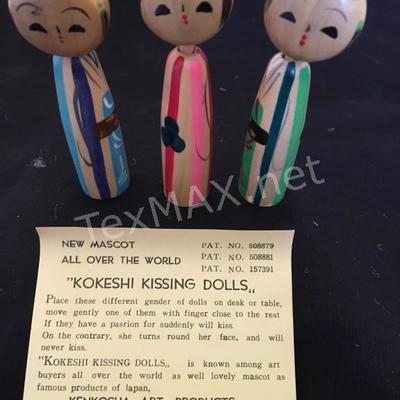 TexMAX.net
NEW MASCOT PAT. NO. 508879
ALL OVER THE WORLD PAT. NO. 508881
PAT. NO. 157391
"KOKESHI KISSING DOLLS„
Place these different gender of dolls on desk or table,
move gently one of them with finger close to the rest
If they have a pasrion for suddenly will kiss.
On the contrary, she turns round her face, and will
never kiss.
"KOKESHI KISSING DOLLS„ is known among art
buyers all over the world as well lovely mascot as
famous products of lapan,
KENKOSHA ART PRODUCTS